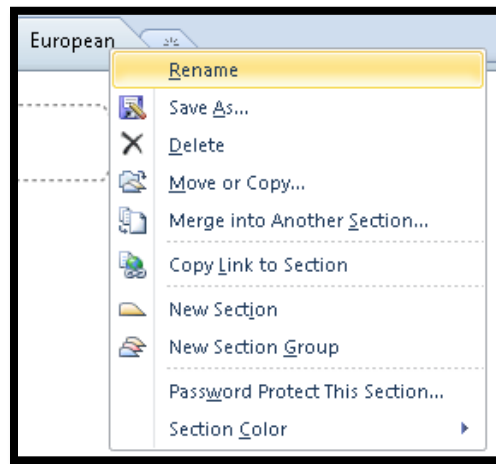 European
Rename
Save As...
Delete
Move or Copy...
Merge into Another Section...
Copy Link to Section
New Section
New Section Group
Password Protect This Section...
Section Color